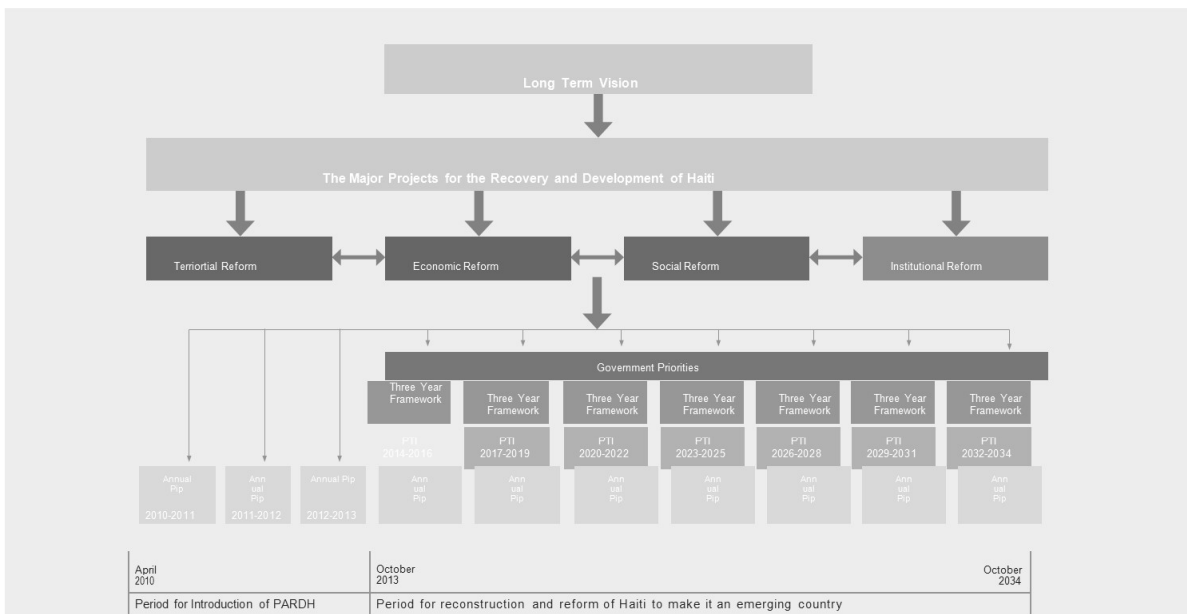 Long Term Vision
The Major Projects for the Recovery and Development of Haiti
Terriortial Reform
Economic Reform
Social Reform
Institutional Reform
Government Priorities
Three Year
Framework
Three Year
Framework
Three Year
Framework
Three Year
Framework
Three Year
Framework
Three Year
Framework
Three Year
Framework
PTI
2014-2016
PTI
2017-2019
PTI
2020-2022
PTI
2023-2025
PTI
2026-2028
PTI
2029-2031
PTI
2032-2034
Annual
Pip
2010-2011
Ann
ual
Pip
2011-2012
Annual Pip
2012-2013
Ann
ual
Pip
Ann
ual
Pip
Ann
ual
Pip
Ann
ual
Pip
Ann
ual
Pip
Ann
ual
Pip
Ann
ual
Pip
April
2010
October
2013
October
2034
Period for Introduction of PARDH
Period for reconstruction and reform of Haiti to make it an emerging country